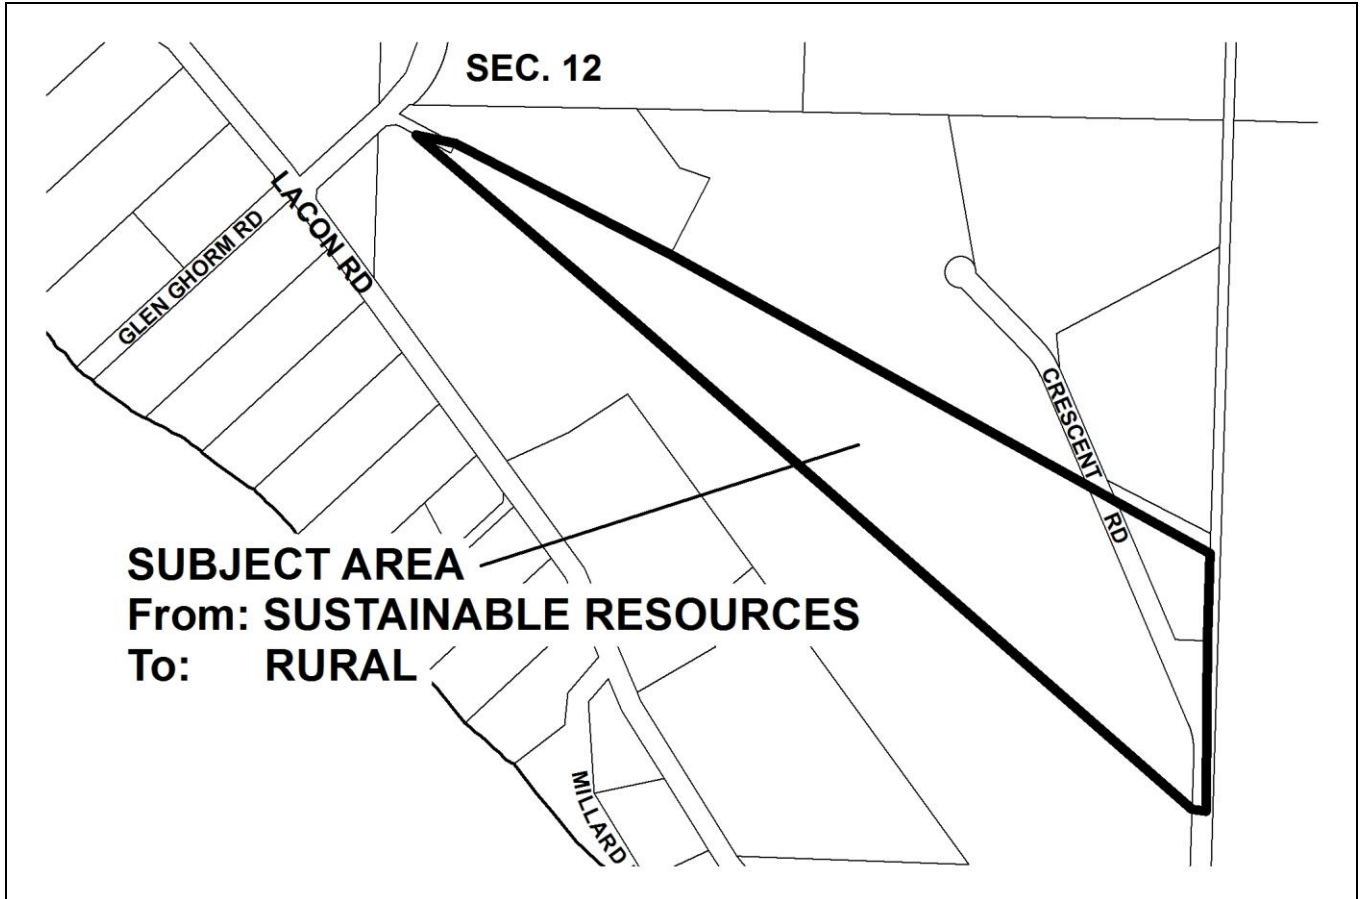 SEC. 12
LACON RD
GLEN GHORM RD
CRESCENT RD
SUBJECT AREA
From: SUSTAINABLE RESOURCES
To: RURAL
MILLARD